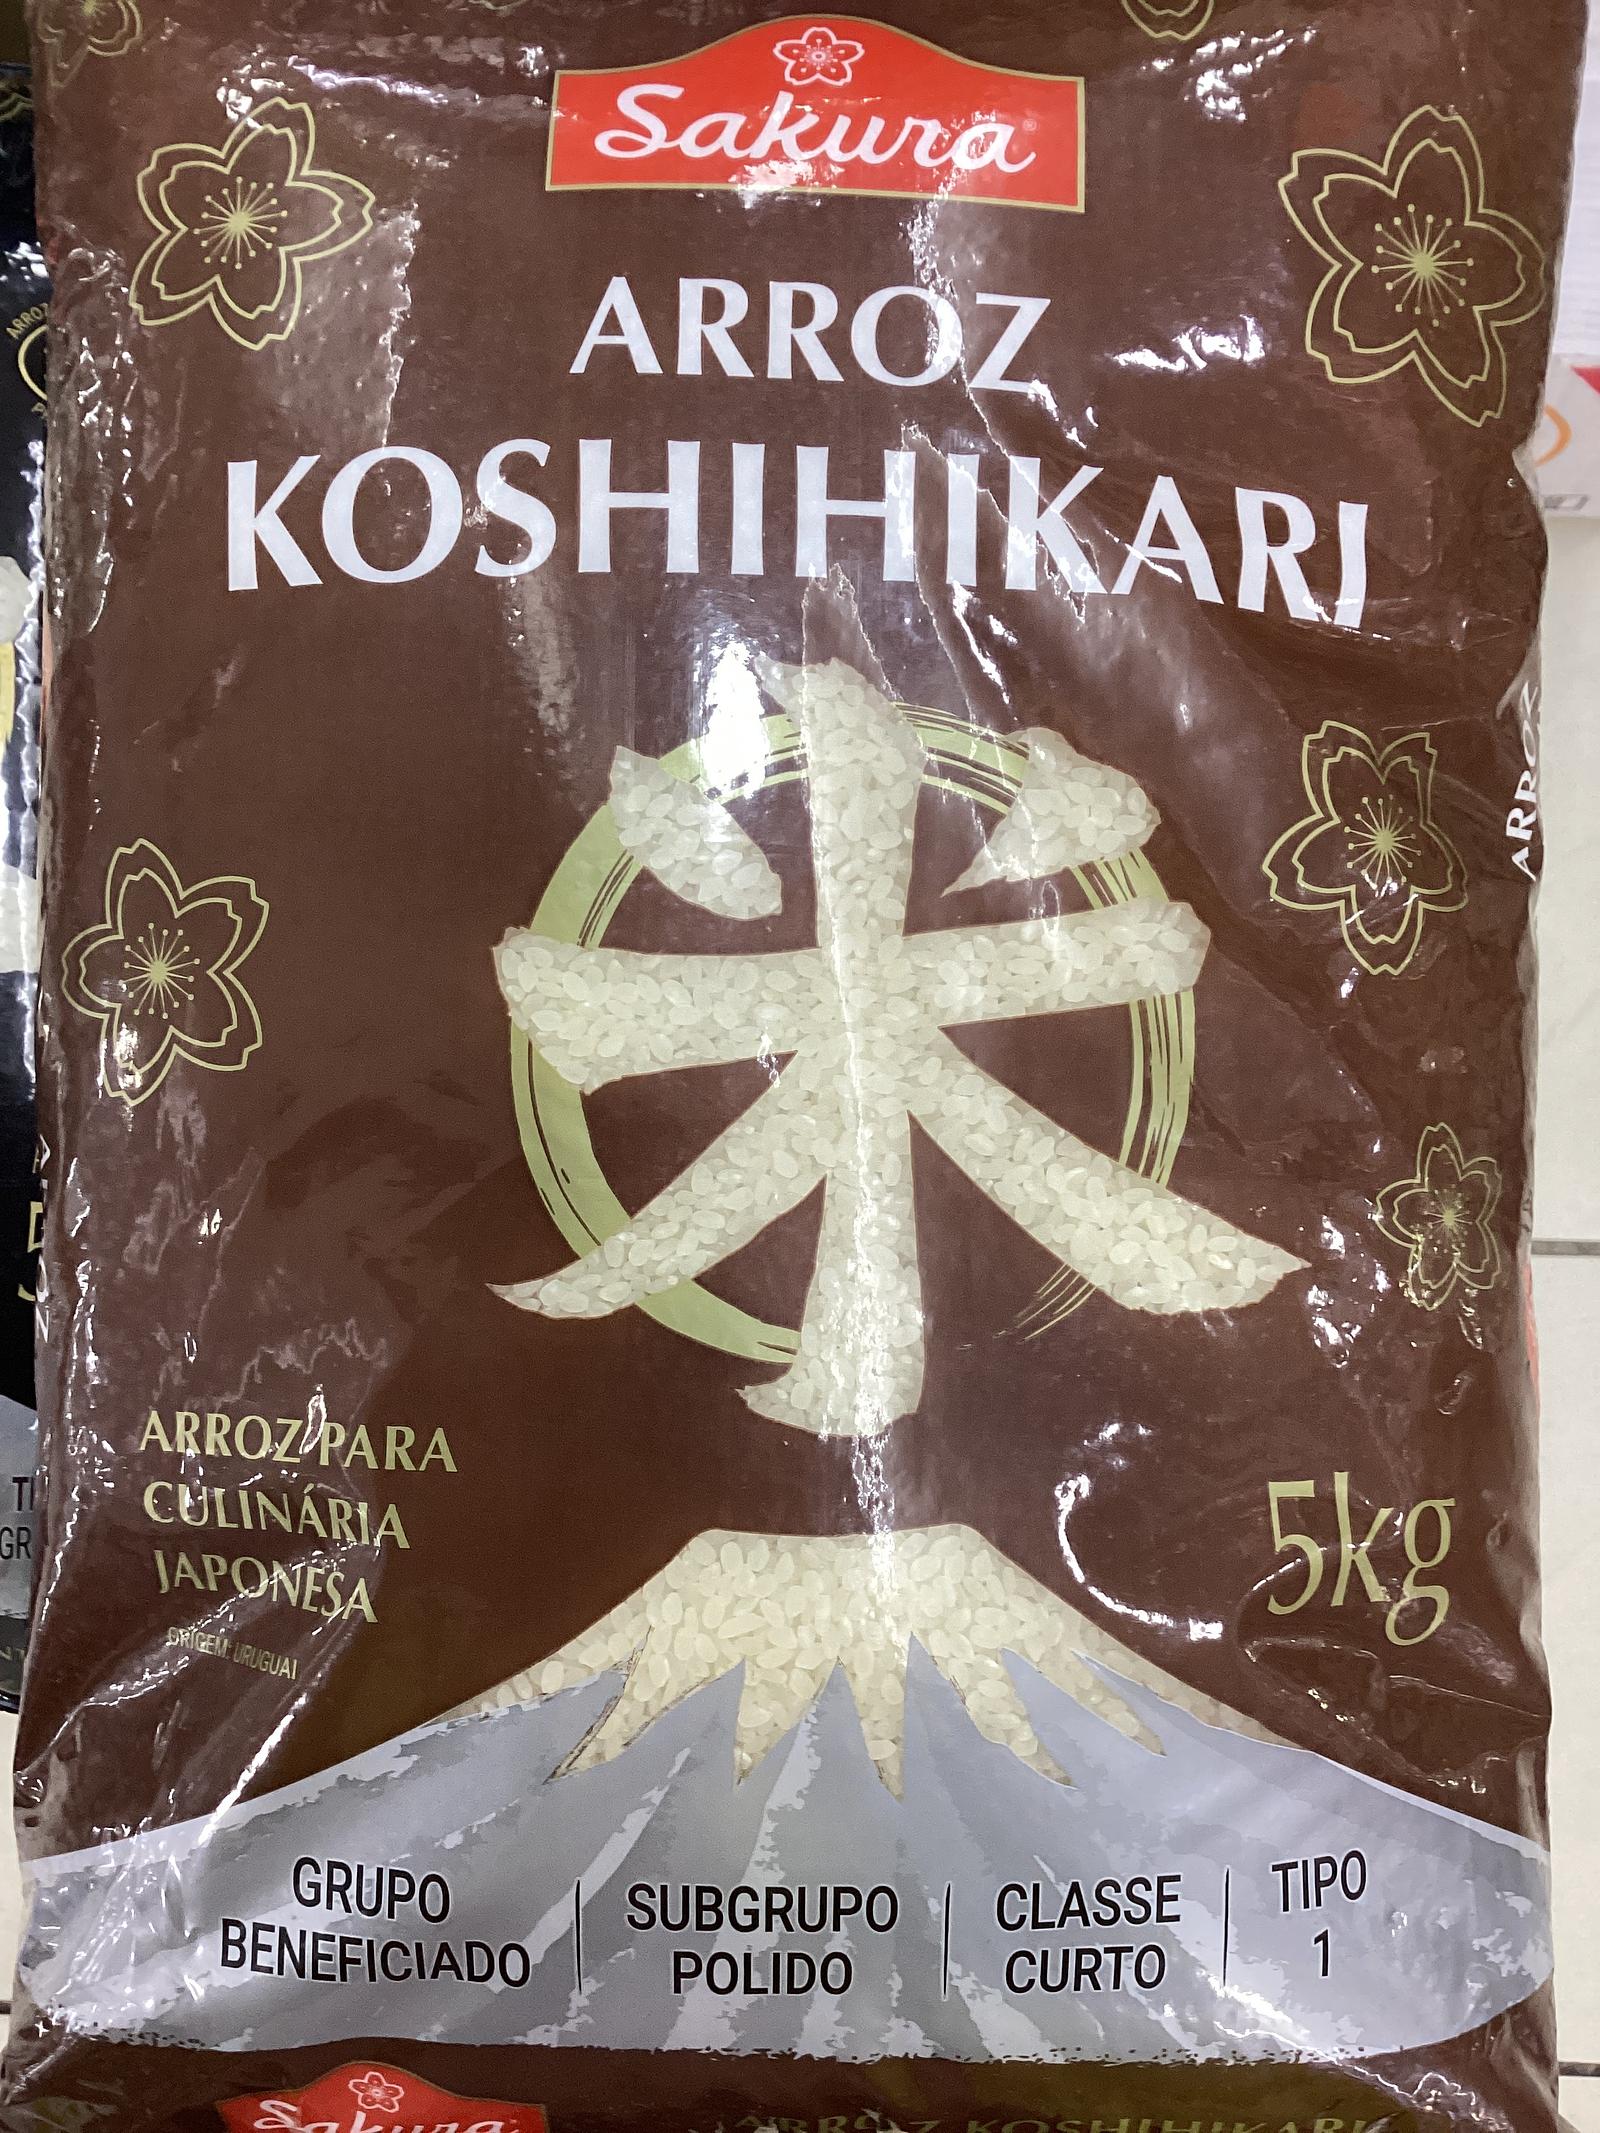 Sakura
ARROZ
KOSHIHIKARI
米
ARROZ
ARROZ PARA
CULINÁRIA
JAPONESA
ORIGEM: URUGUAI
5kg
GRUPO
BENEFICIADO
SUBGRUPO
POLIDO
CLASSE
CURTO
TIPO
1
Sakura
ARROZ KOSHIHIKARI